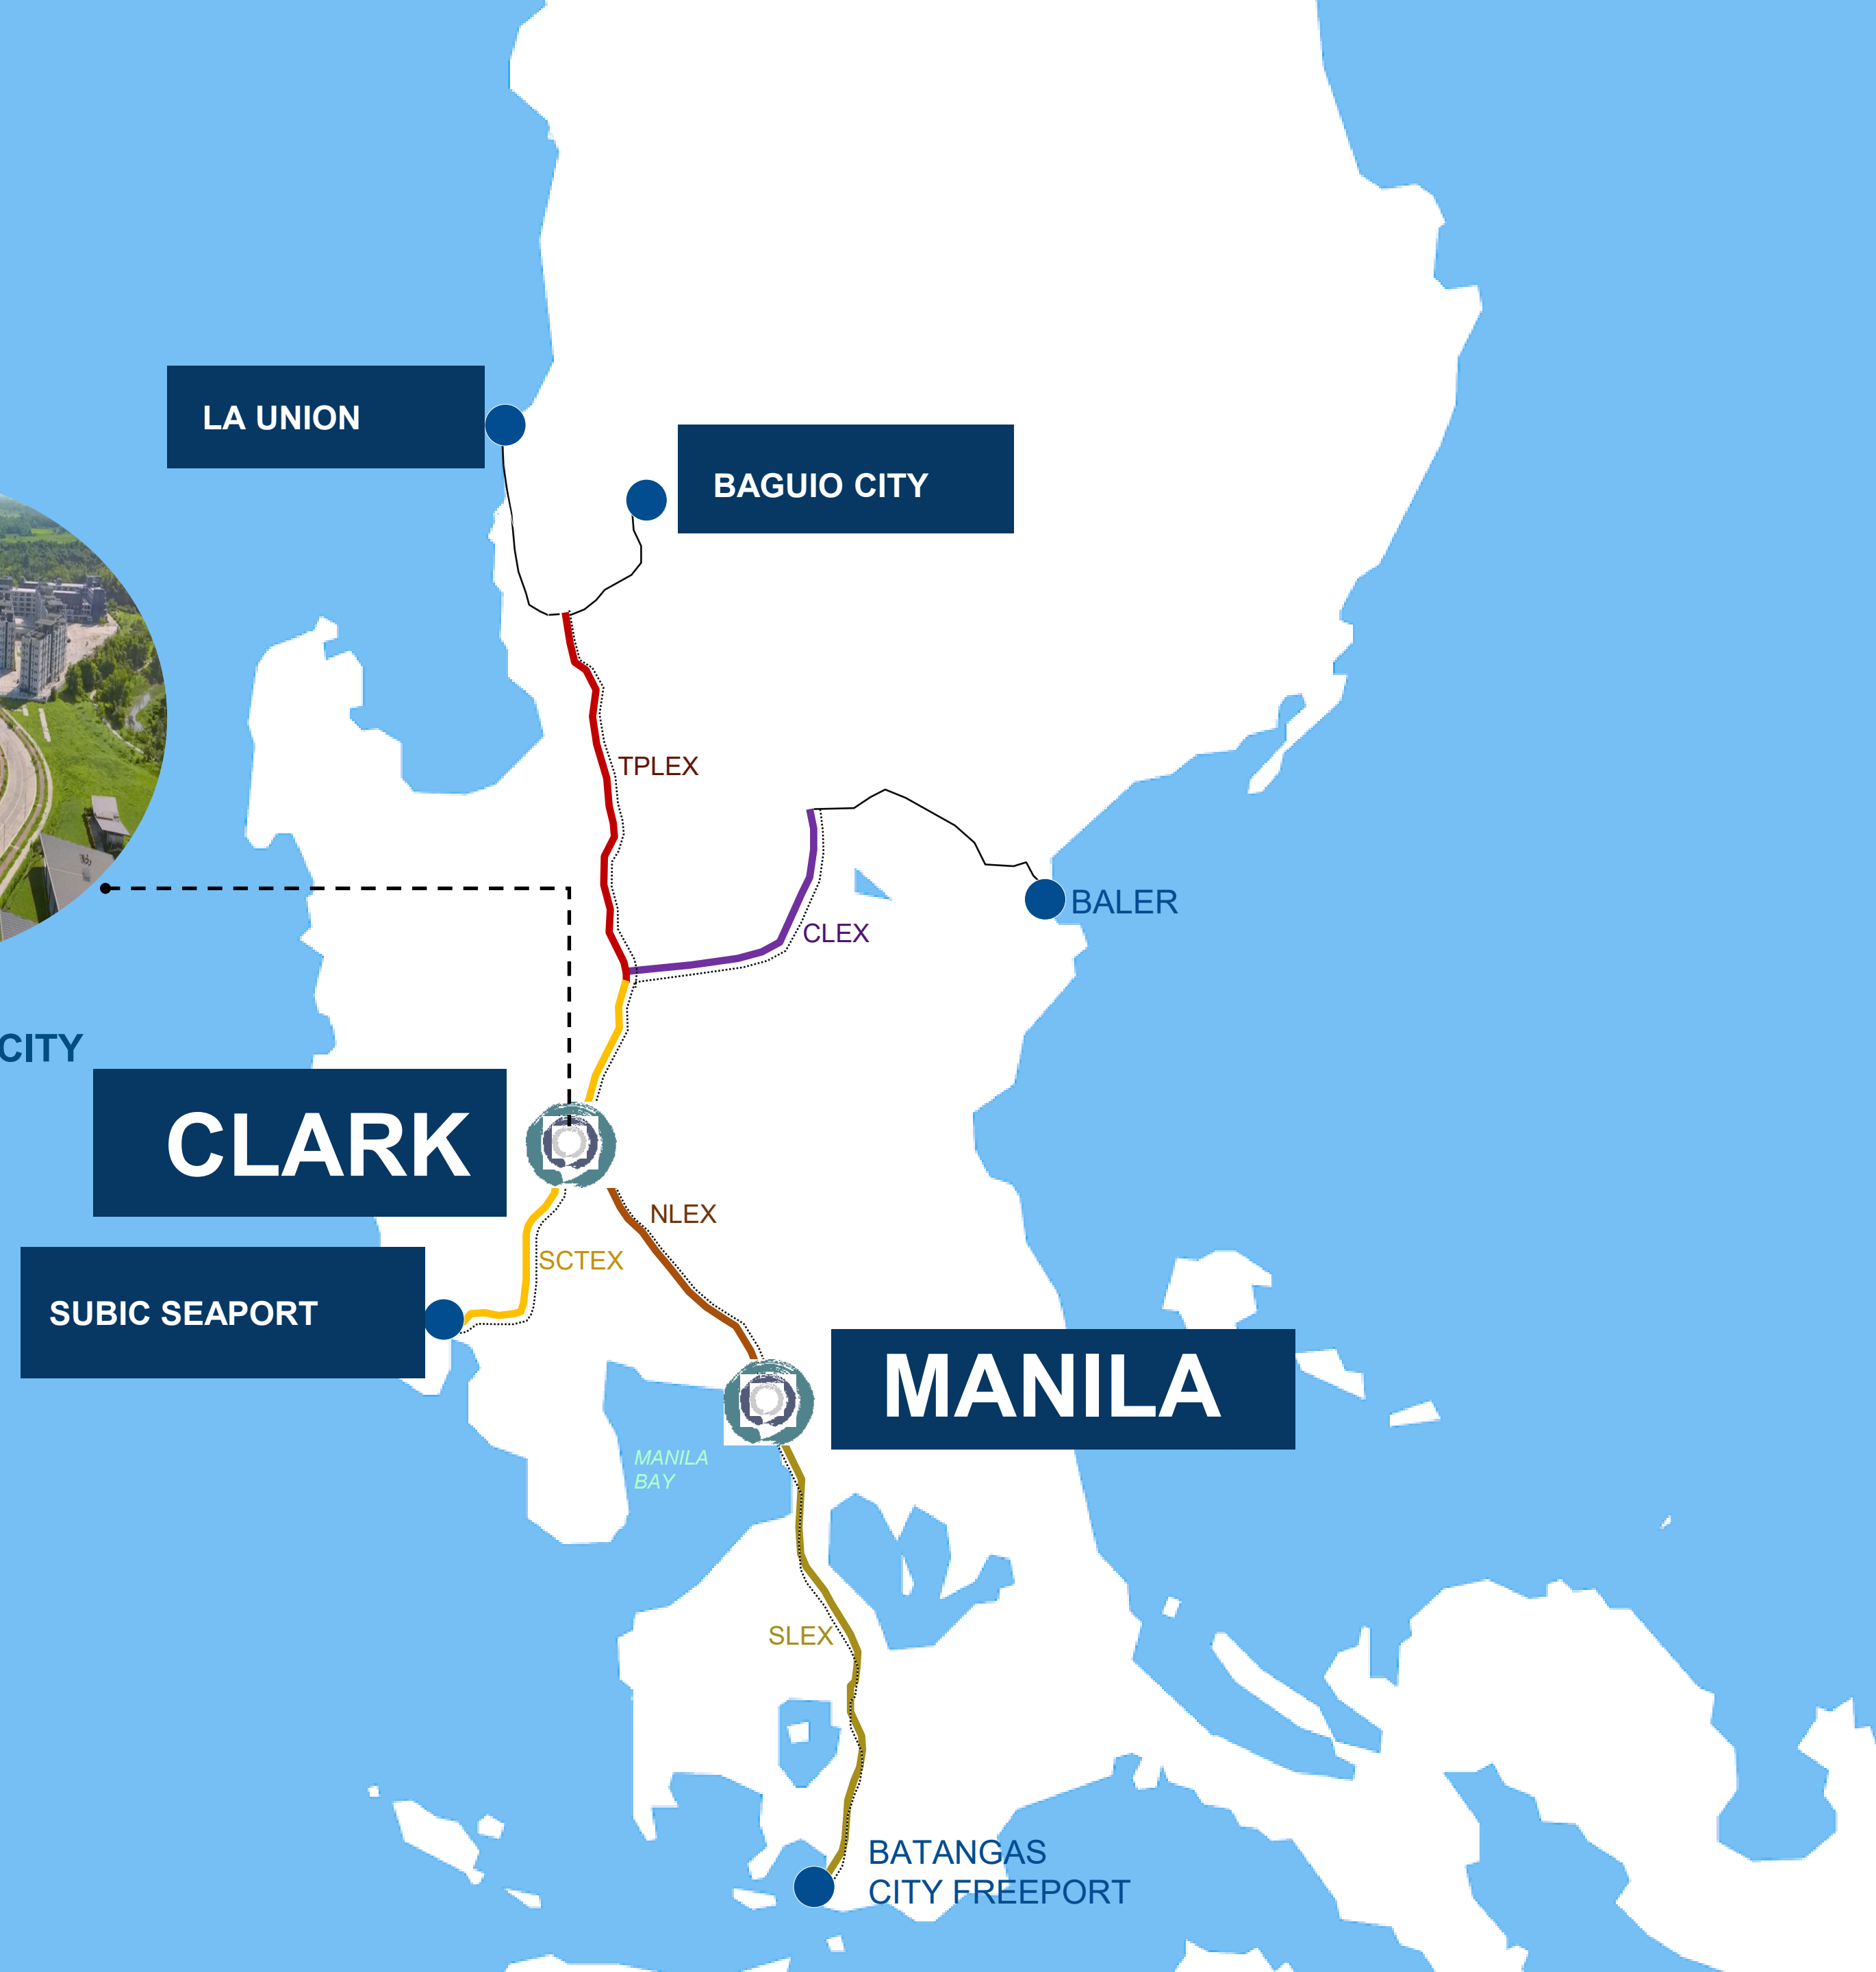 LA UNION
BAGUIO CITY
TPLEX
BALER
CLEX
CITY
CLARK
NLEX
SCTEX
SUBIC SEAPORT
MANILA
MANILA
BAY
SLEX
BATANGAS
CITY FREEPORT